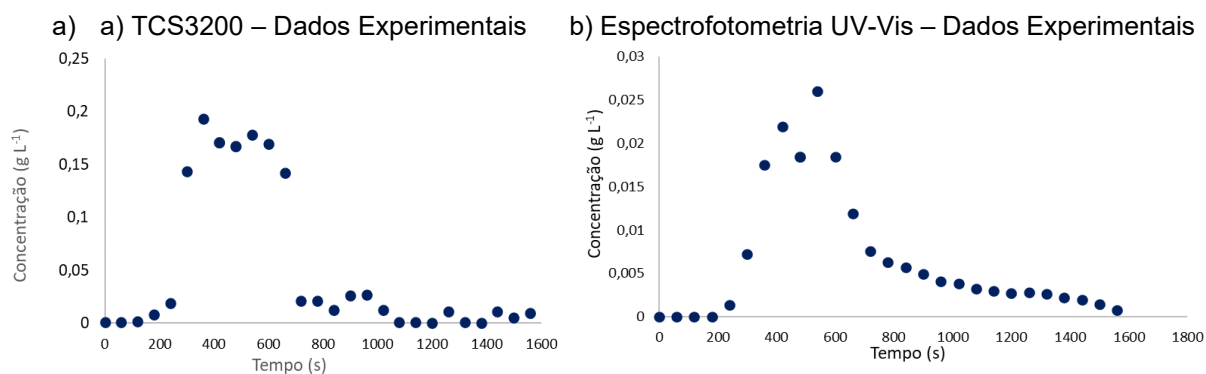 a) a) TCS3200 – Dados Experimentais
0,25
0,2
0,15
0,1
0,05
0
Concentração (g L-1)
0 200 400 600 800 1000 1200 1400 1600
Tempo (s)
b) Espectrofotometria UV-Vis – Dados Experimentais
0,03
0,025
0,02
0,015
0,01
0,005
0
Concentração (g L-1)
0 200 400 600 800 1000 1200 1400 1600 1800
Tempo (s)